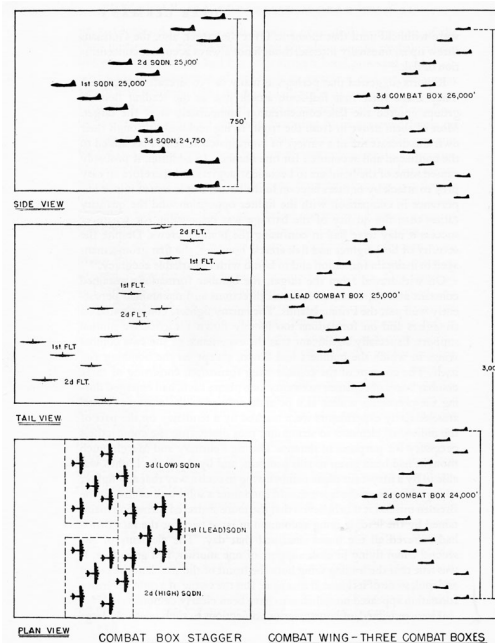 2d SQDN 25,100'
1st SQDN 25,000'
750'
3d SQDN. 24,750
SIDE VIEW
2d FLT.
1st FLT.
1st FLT.
2d FLT.
1st FLT
2d FLT.
TAIL VIEW
3d (LOW) SQDN
1st (LEAD) SQDN
2d (HIGH) SQDN.
PLAN VIEW
COMBAT BOX STAGGER
3d COMBAT BOX 26,000'
LEAD COMBAT BOX 25,000'
2d COMBAT BOX 24,000'
COMBAT WING - THREE COMBAT BOXES